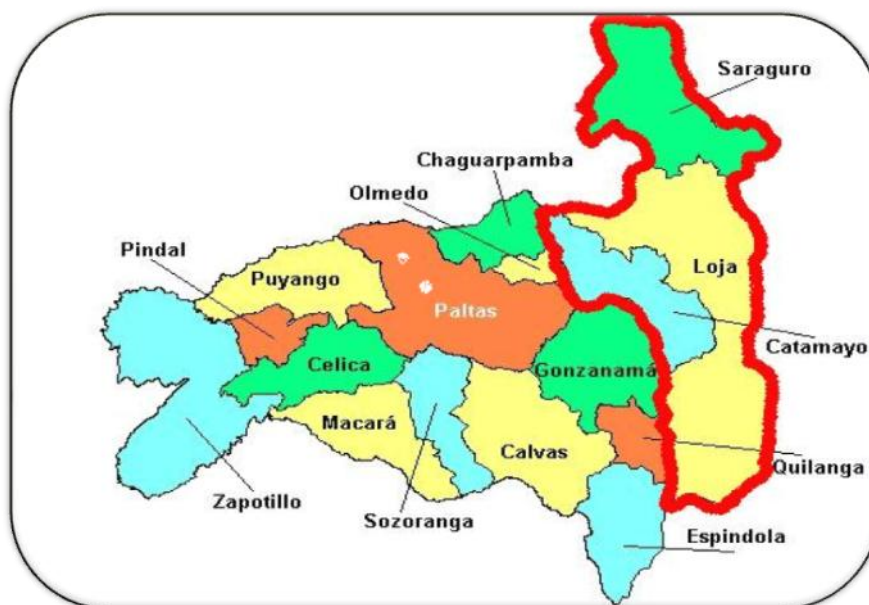 Saraguro
Chaguarpamba
Olmedo
Pindal
Puyango
Loja
Paltas
Catamayo
Celica
Gonzanamá
Macará
Calvas
Quilanga
Zapotillo
Sozoranga
Espindola